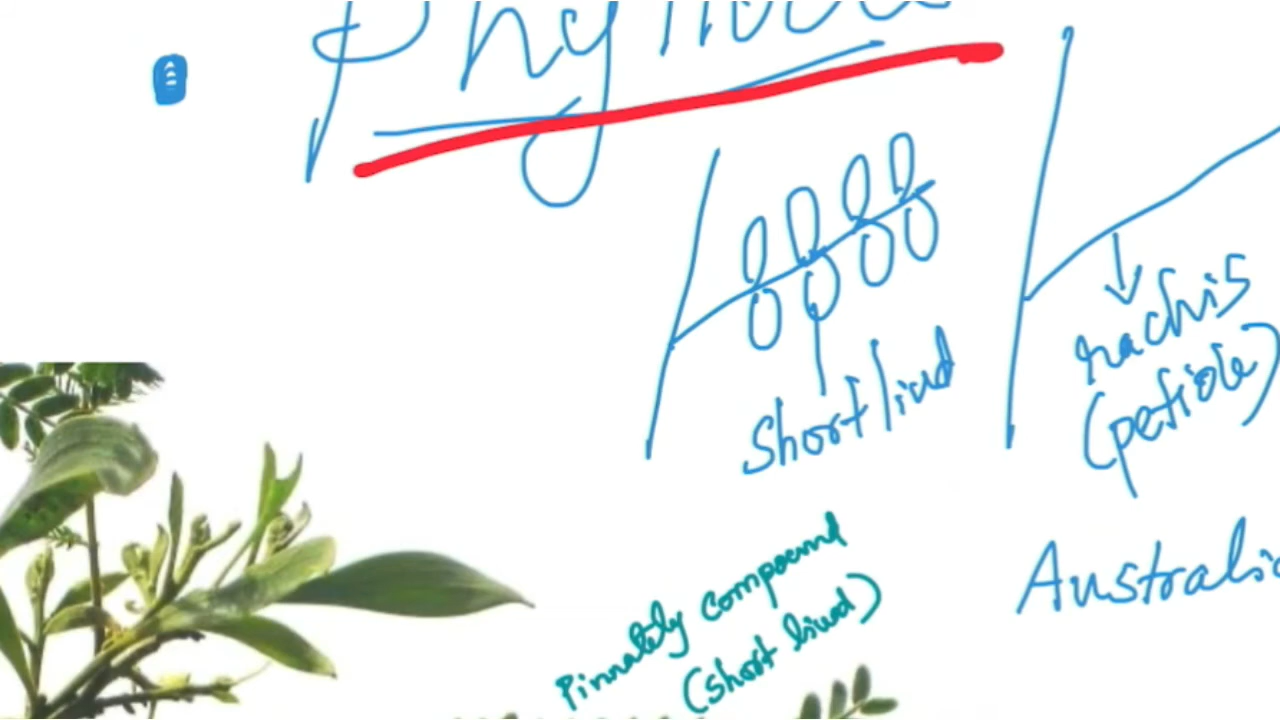 short lived
rachis
(petiole)
Pinnately compound
(short lived)